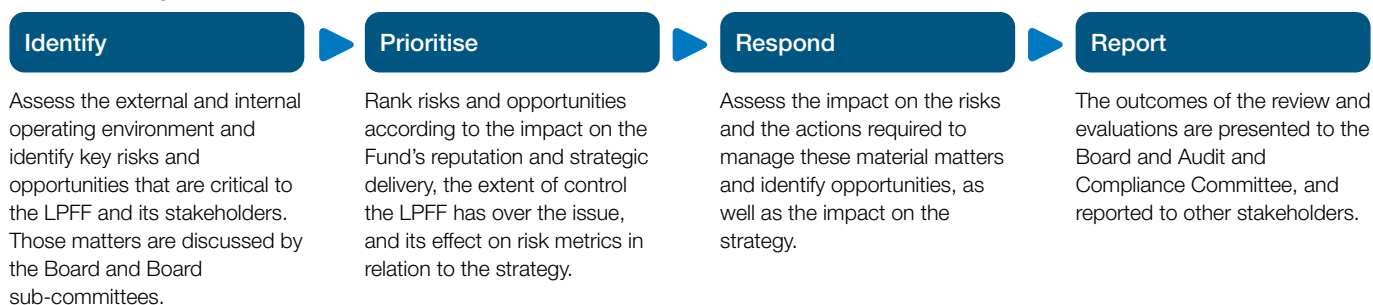 Identify
Assess the external and internal
operating environment and
identify key risks and
opportunities that are critical to
the LPFF and its stakeholders.
Those matters are discussed by
the Board and Board
sub-committees.
Prioritise
Rank risks and opportunities
according to the impact on the
Fund's reputation and strategic
delivery, the extent of control
the LPFF has over the issue,
and its effect on risk metrics in
relation to the strategy.
Respond
Assess the impact on the risks
and the actions required to
manage these material matters
and identify opportunities, as
well as the impact on the
strategy.
Report
The outcomes of the review and
evaluations are presented to the
Board and Audit and
Compliance Committee, and
reported to other stakeholders.